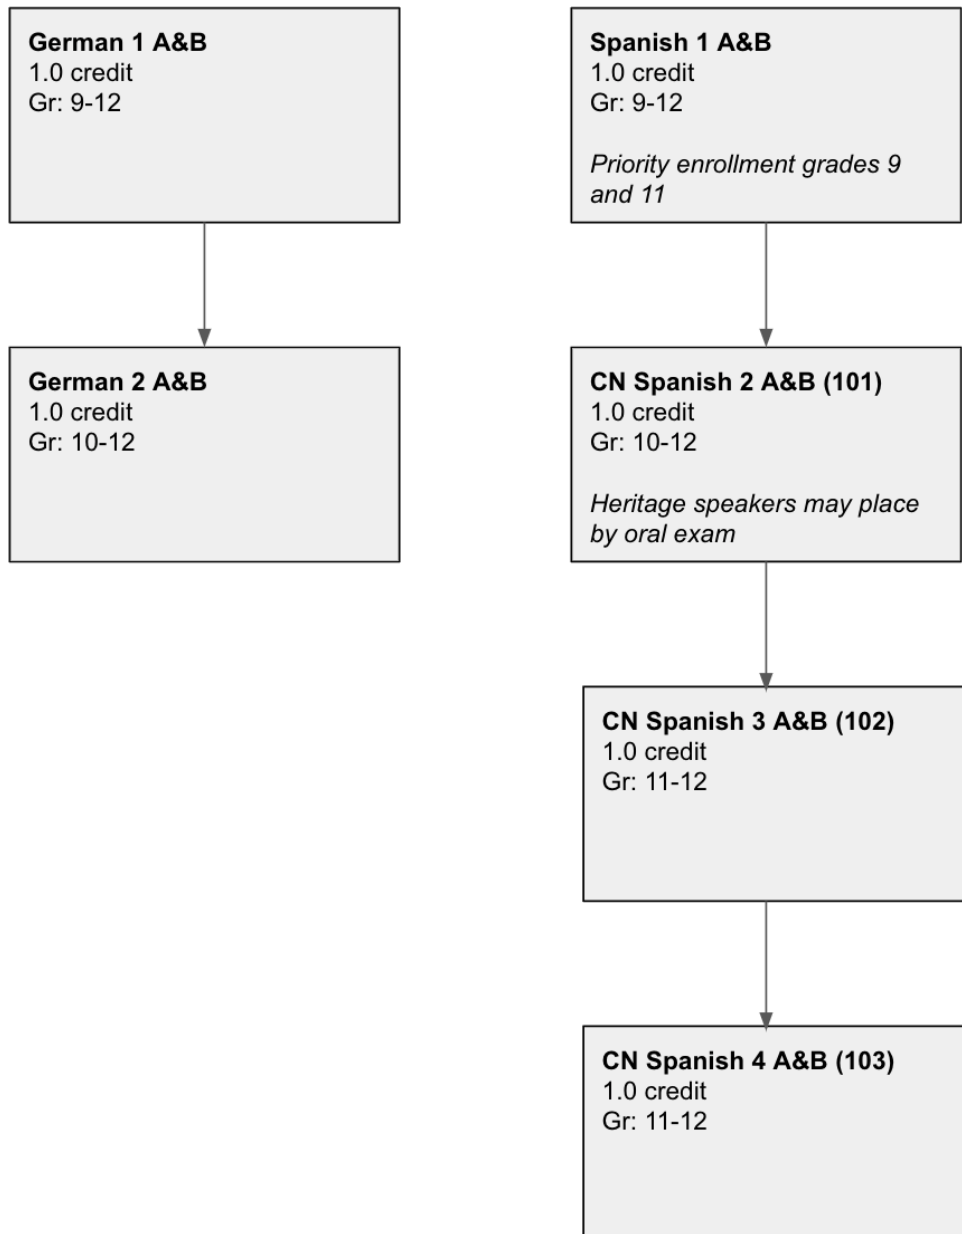 German 1 A&B
1.0 credit
Gr: 9-12
Spanish 1 A&B
1.0 credit
Gr: 9-12
Priority enrollment grades 9
and 11
German 2 A&B
1.0 credit
Gr: 10-12
CN Spanish 2 A&B (101)
1.0 credit
Gr: 10-12
Heritage speakers may place
by oral exam
CN Spanish 3 A&B (102)
1.0 credit
Gr: 11-12
CN Spanish 4 A&B (103)
1.0 credit
Gr: 11-12